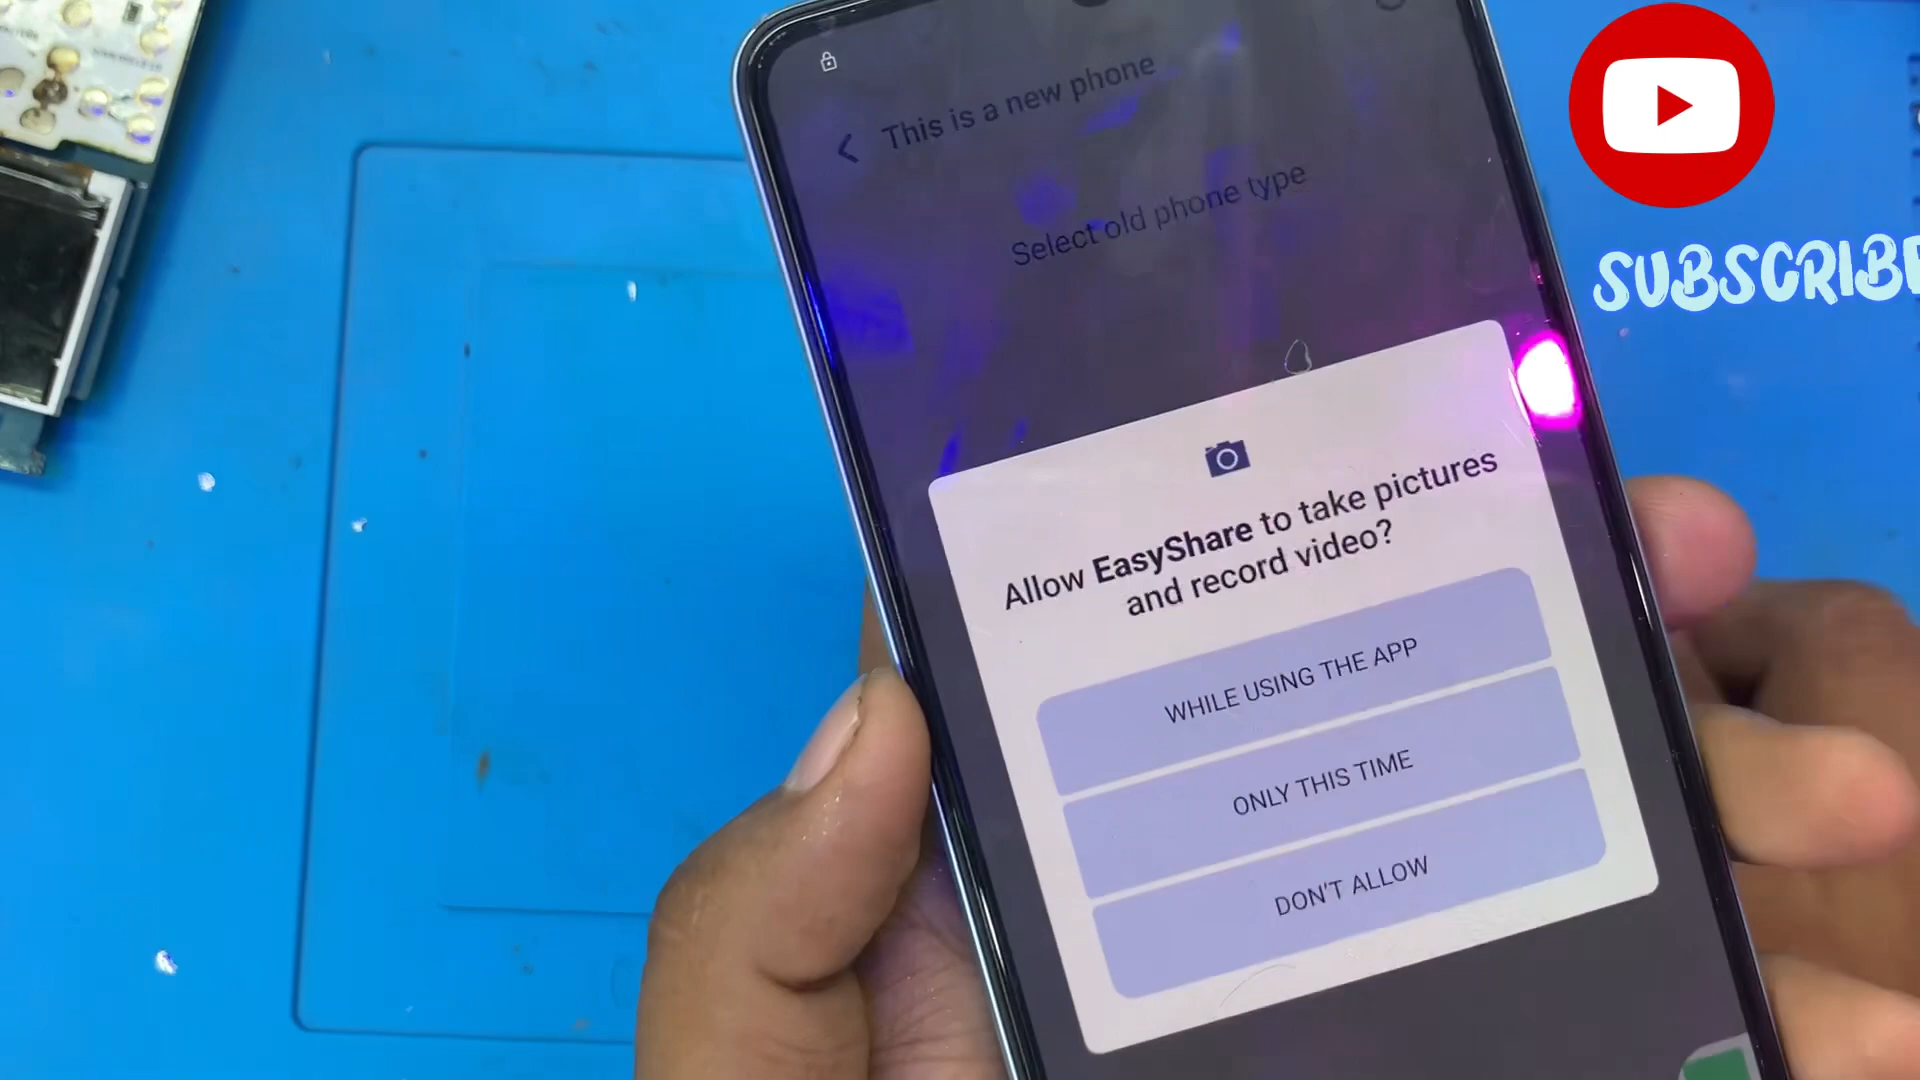 This is a new phone
Select old phone type
Allow EasyShare to take pictures
and record video?
WHILE USING THE APP
ONLY THIS TIME
DON'T ALLOW
SUBSCRIBE